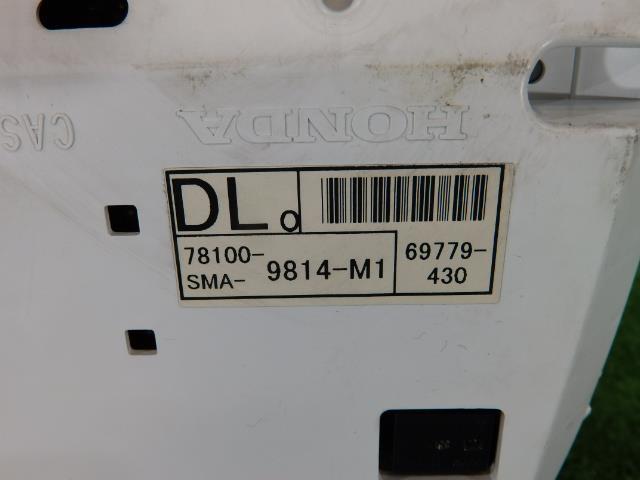 HONDA
CAS
DL o
78100-
SMA- 9814-M1
69779-
430